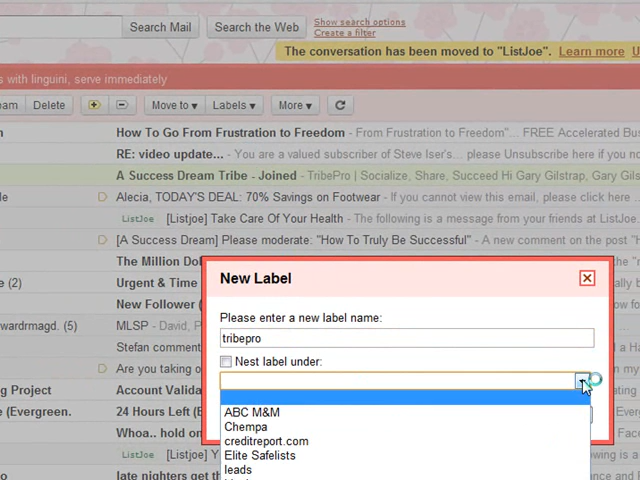 Search Mail Search the Web Show search options
Create a filter
The conversation has been moved to "ListJoe". Learn more
s with linguini, serve immediately
Delete Move to ▾ Labels ▾ More ▾
How To Go From Frustration to Freedom - From Frustration to Freedom"... FREE Accelerated
RE: video update... - You are a valued subscriber of Steve Iser's... please Unsubscribe here if you
A Success Dream Tribe - Joined - TribePro | Socialize, Share, Succeed Hi Gary Gilstrap, Gary
Alecia, TODAY'S DEAL: 70% Savings on Footwear - If you cannot view this email, please click here ...
ListJoe [Listjoe] Take Care Of Your Health - The following is a message from your friends at ListJoe
[A Success Dream] Please moderate: "How To Truly Be Successful" - A new comment on the post "
The Million
(2) Urgent & Time
New Follower (
wardrmagd. (5) MLSP - David,
Stefan comme
Are you taking
ng Project Account Valida
(Evergreen. 24 Hours Left (
Whoa.. hold on
ListJoe [Listjoe]
late nighters get th
New Label
Please enter a new label name:
tribepro
Nest label under:
ABC M&M
Chempa
creditreport.com
Elite Safelists
leads